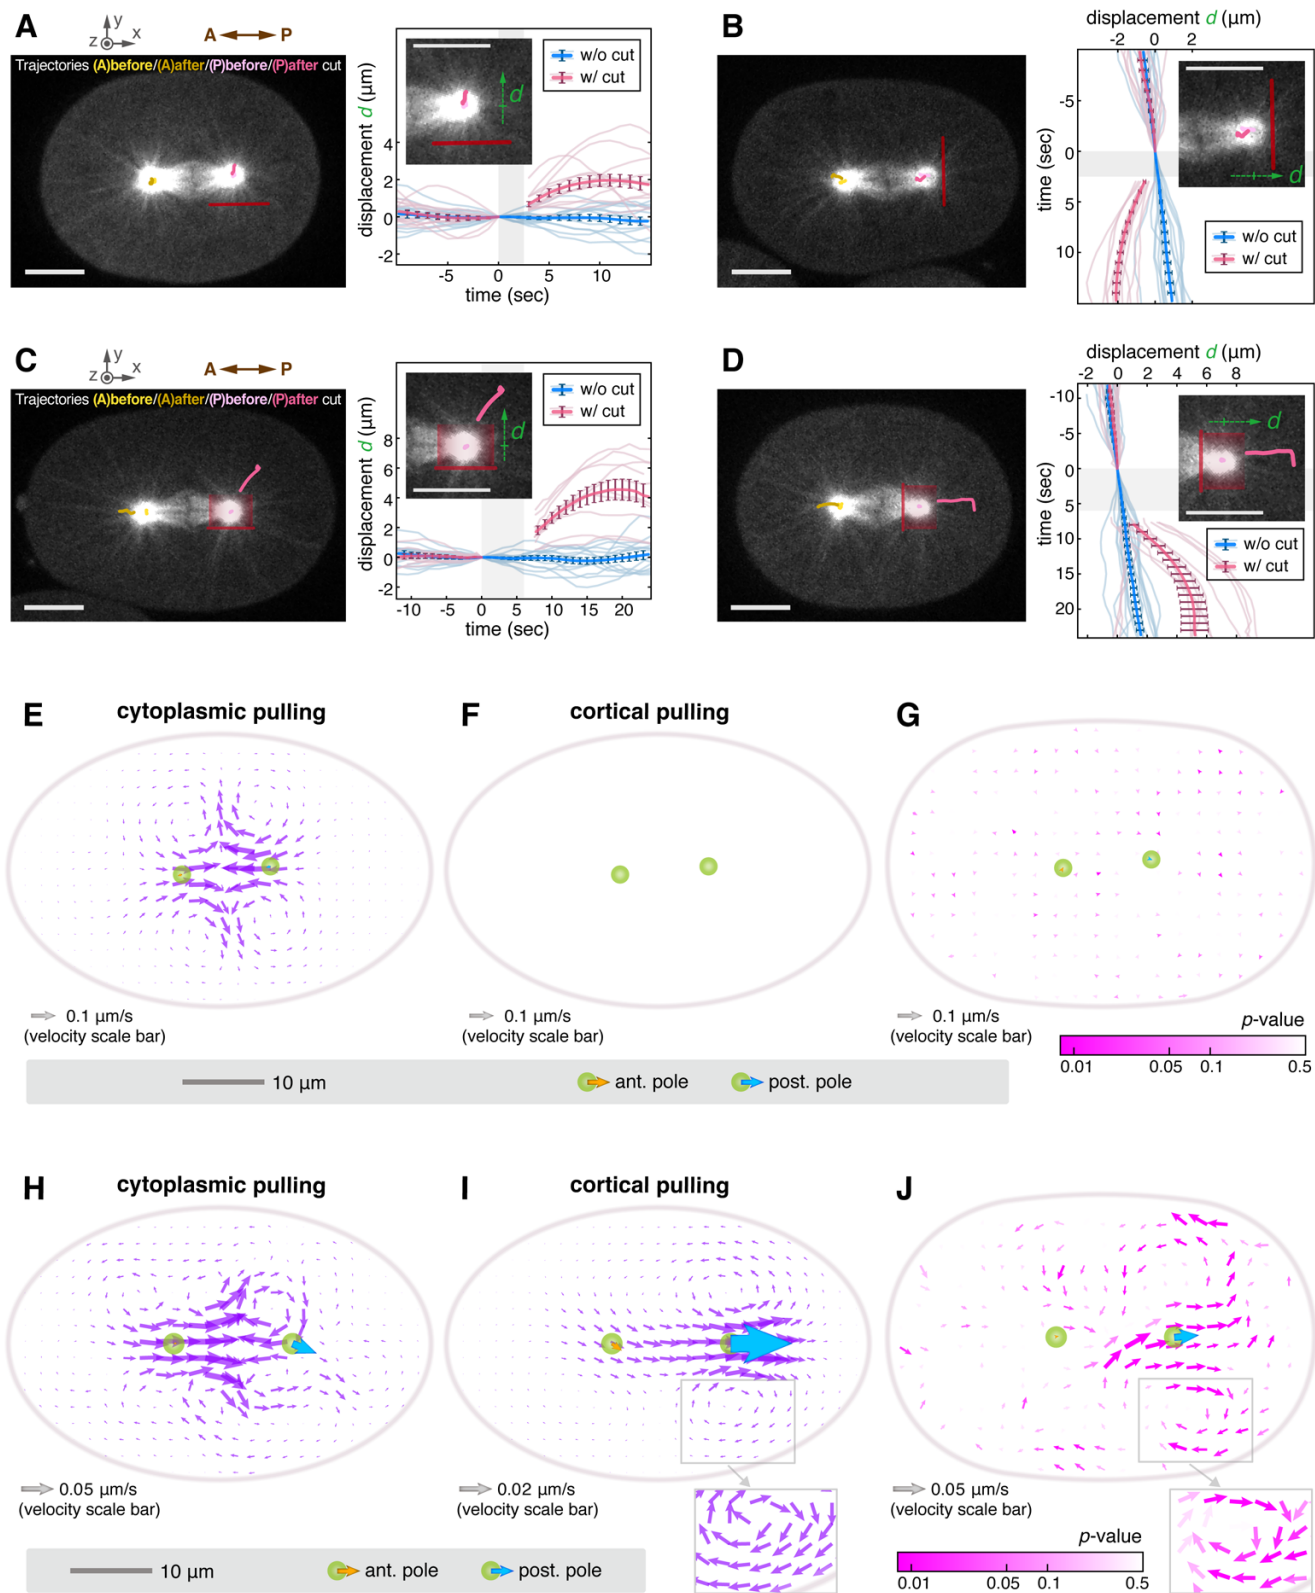 A
y
z
x
A
P
Trajectories (A)before/(A)after/(P)before/(P)after cut
displacement d (µm)
4
2
0
-2
-5
0
5
10
time (sec)
w/o cut
w/ cut
d
B
displacement d (µm)
-2
0
2
time (sec)
-5
0
5
10
d
w/o cut
w/ cut
C
y
z
x
A
P
Trajectories (A)before/(A)after/(P)before/(P)after cut
displacement d (µm)
8
6
4
2
0
-2
-10
-5
0
5
10
15
20
time (sec)
w/o cut
w/ cut
d
D
displacement d (µm)
-2
0
2
4
6
8
time (sec)
-10
-5
0
5
10
15
20
d
w/o cut
w/ cut
E
cytoplasmic pulling
0.1 µm/s
(velocity scale bar)
F
cortical pulling
0.1 µm/s
(velocity scale bar)
G
0.1 µm/s
(velocity scale bar)
p-value
0.01
0.05
0.1
0.5
10 µm
ant. pole
post. pole
H
cytoplasmic pulling
0.05 µm/s
(velocity scale bar)
I
cortical pulling
0.02 µm/s
(velocity scale bar)
J
0.05 µm/s
(velocity scale bar)
p-value
0.01
0.05
0.1
0.5
10 µm
ant. pole
post. pole